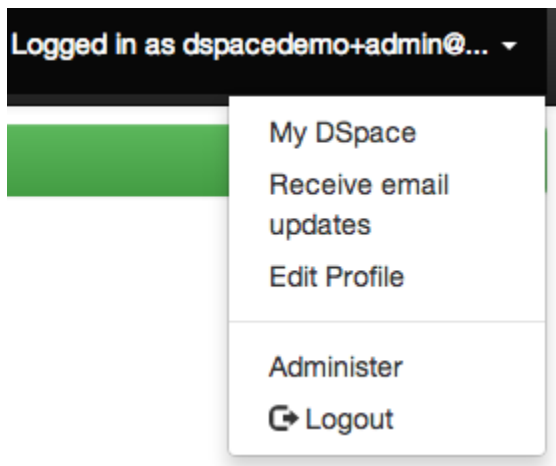 Logged in as dspacedemo+admin@...
My DSpace
Receive email
updates
Edit Profile
Administer
Logout